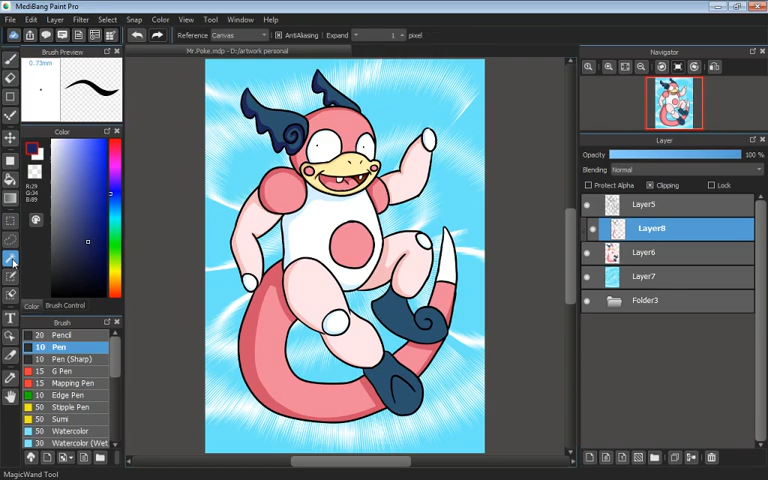 MediBang Paint Pro
File Edit Layer Filter Select Snap Color View Tool Window Help
Reference Canvas AntiAliasing Expand 1 pixel
Brush Preview
Mr.Poke.mdp - D:/artwork personal
Navigator
0.73mm
Color
R:29
G:34
B:89
Layer
Opacity 100 %
Blending Normal
Protect Alpha Clipping Lock
Layer5
Layer8
Layer6
Layer7
Folder3
Color Brush Control
Brush
20 Pencil
10 Pen
10 Pen (Sharp)
15 G Pen
15 Mapping Pen
10 Edge Pen
50 Stipple Pen
50 Sumi
50 Watercolor
30 Watercolor (Wet
MagicWand Tool